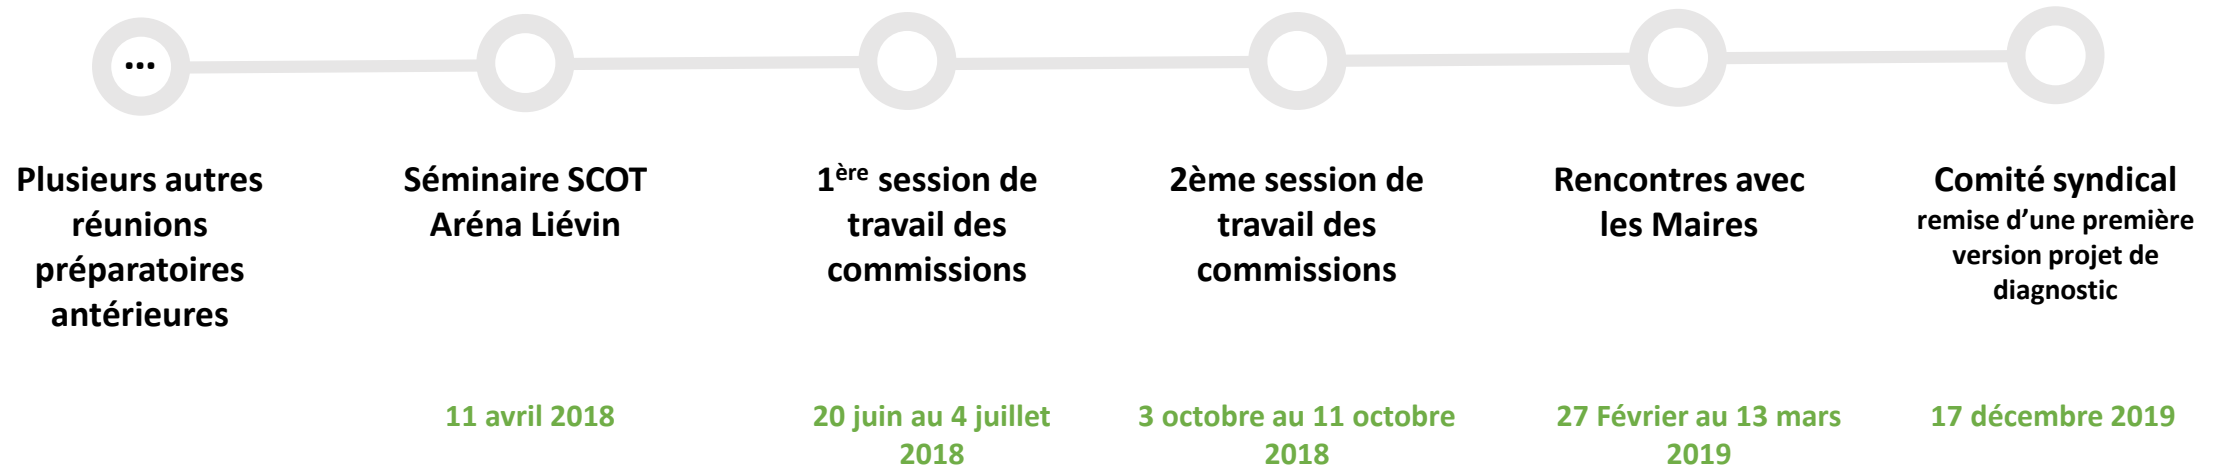 ...
Plusieurs autres
réunions
préparatoires
antérieures
Séminaire SCOT
Aréna Liévin
11 avril 2018
1ère session de
travail des
commissions
20 juin au 4 juillet
2018
2ème session de
travail des
commissions
3 octobre au 11 octobre
2018
Rencontres avec
les Maires
27 Février au 13 mars
2019
Comité syndical
remise d’une première
version projet de
diagnostic
17 décembre 2019